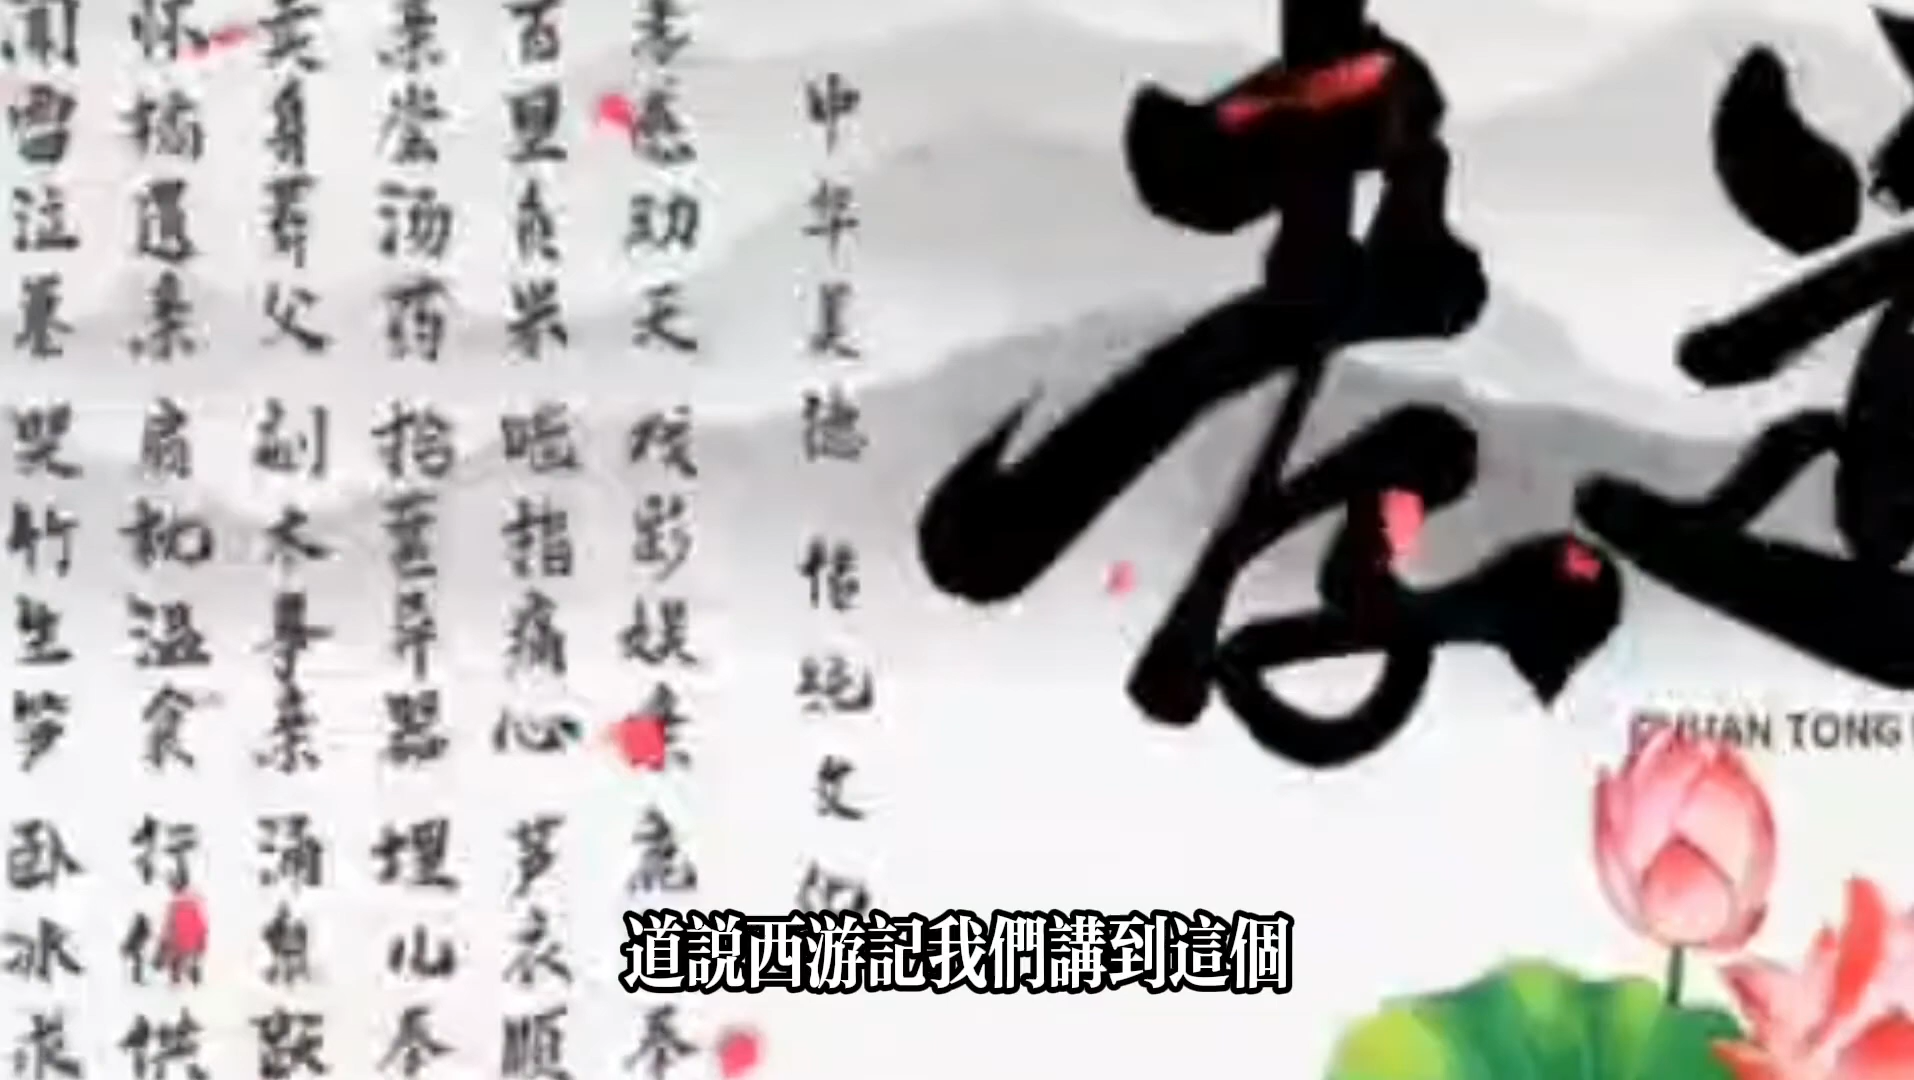 孝
CHUAN TONG
中华美德 传统文化
孝感动天 戏彩娱亲 鹿 奉
百里负米 啮指痛心 芦衣顺
亲尝汤药 拾葚异器 埋儿奉
卖身葬父 刻木事亲 涌泉跃
怀橘遗亲 扇枕温衾 行佣供
闻雷泣墓 哭竹生笋 卧冰求
道説西游記我們講到這個